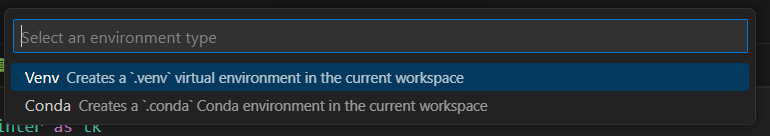 Select an environment type
Venv Creates a `.venv` virtual environment in the current workspace
Conda Creates a `.conda` Conda environment in the current workspace
as tk